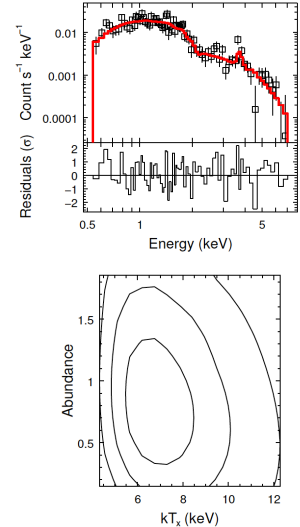 Count s⁻¹ keV⁻¹
0.01
0.001
0.0001
Residuals (σ)
2
1
0
−1
−2
0.5 1 5
Energy (keV)
Abundance
1.5
1
0.5
6 8 10 12
kTₓ (keV)